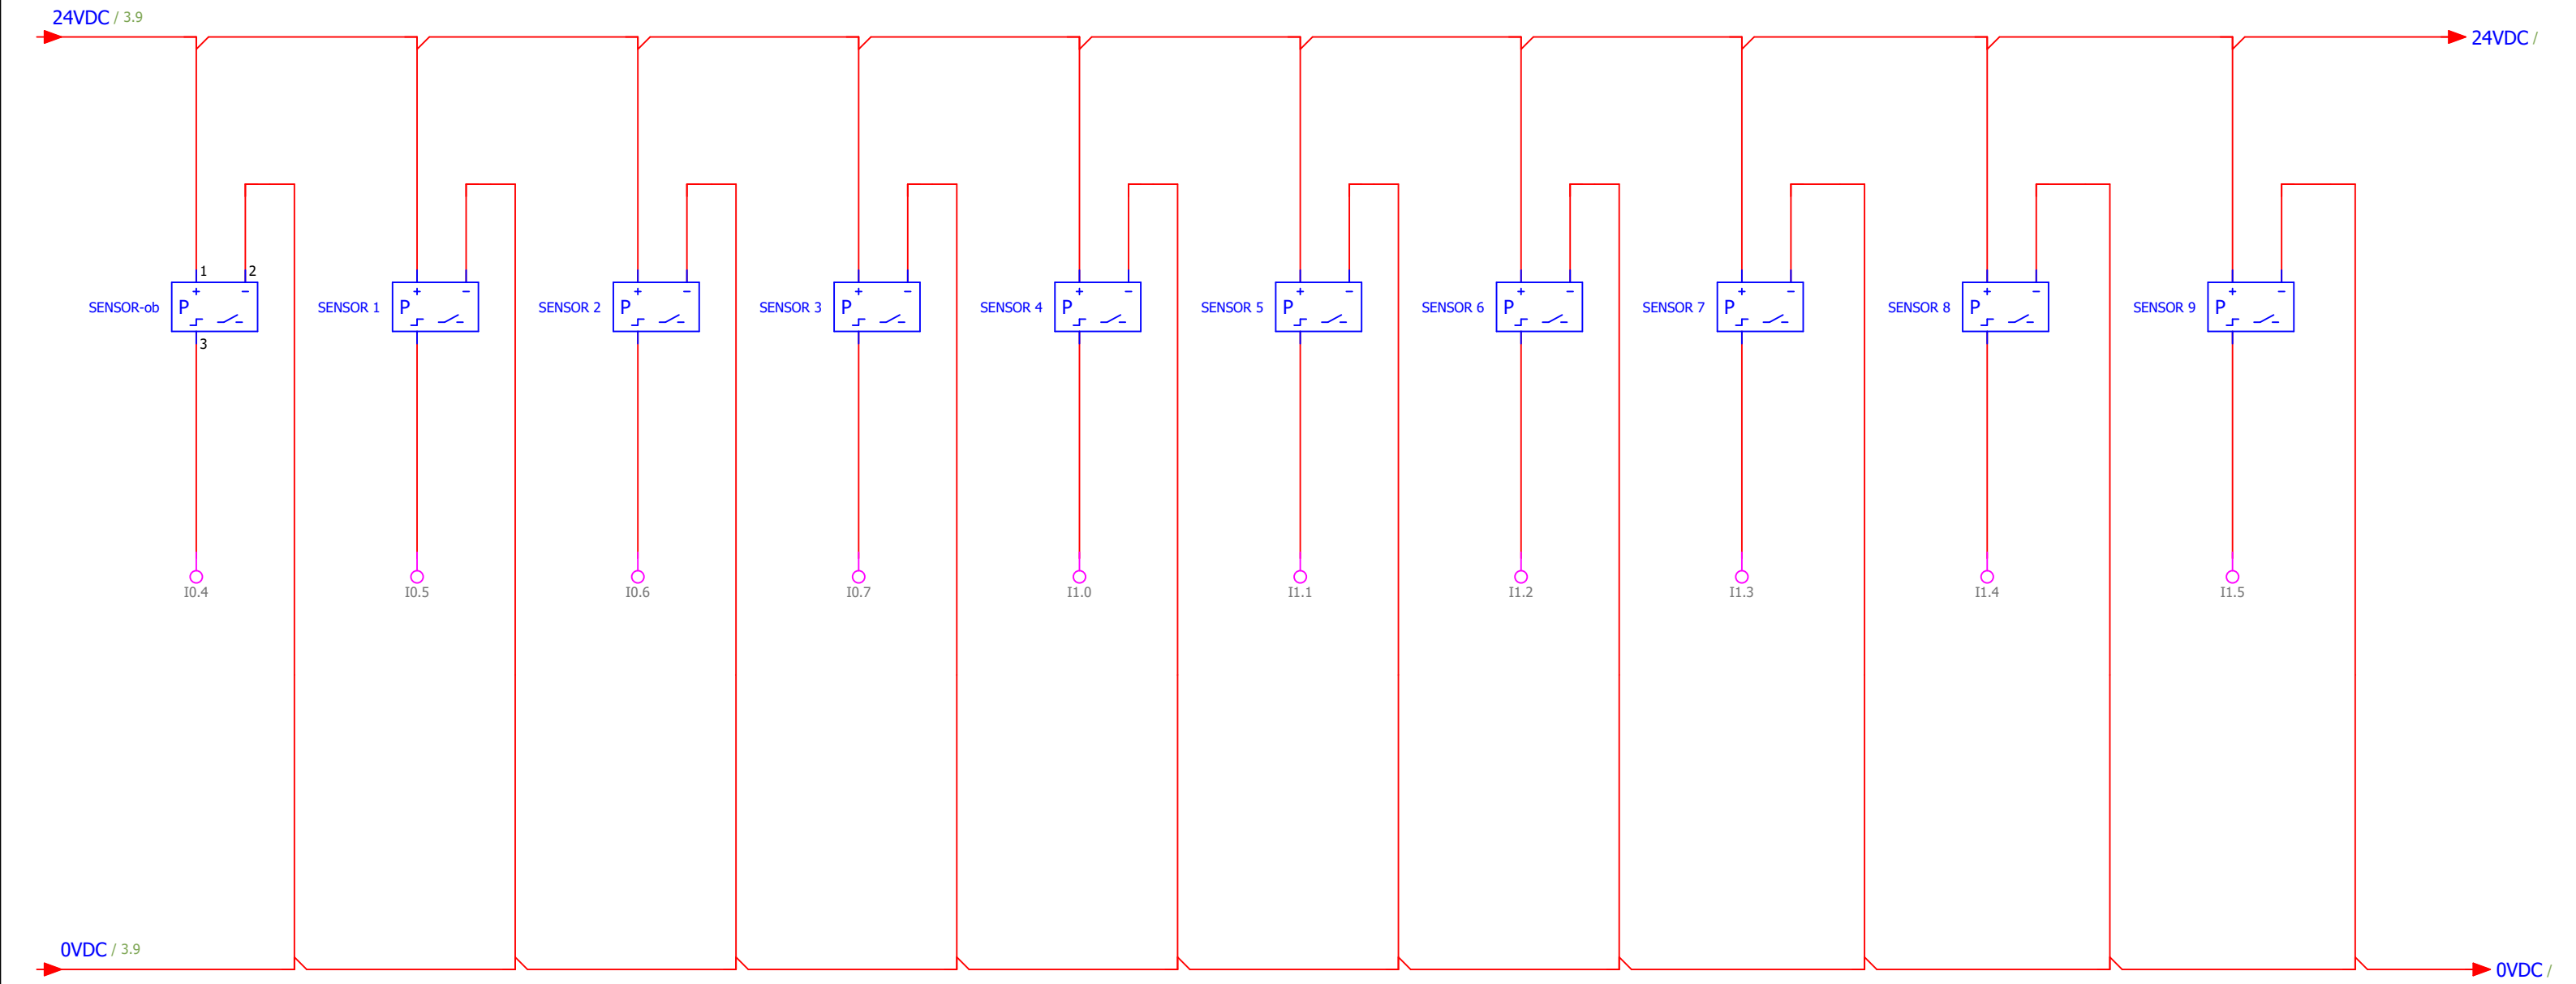 24VDC / 3.9
24VDC /
1 2
+ - + - + - + - + - + - + - + - + - + -
SENSOR-ob P SENSOR 1 P SENSOR 2 P SENSOR 3 P SENSOR 4 P SENSOR 5 P SENSOR 6 P SENSOR 7 P SENSOR 8 P SENSOR 9 P
3
I0.4 I0.5 I0.6 I0.7 I1.0 I1.1 I1.2 I1.3 I1.4 I1.5
0VDC / 3.9
0VDC /